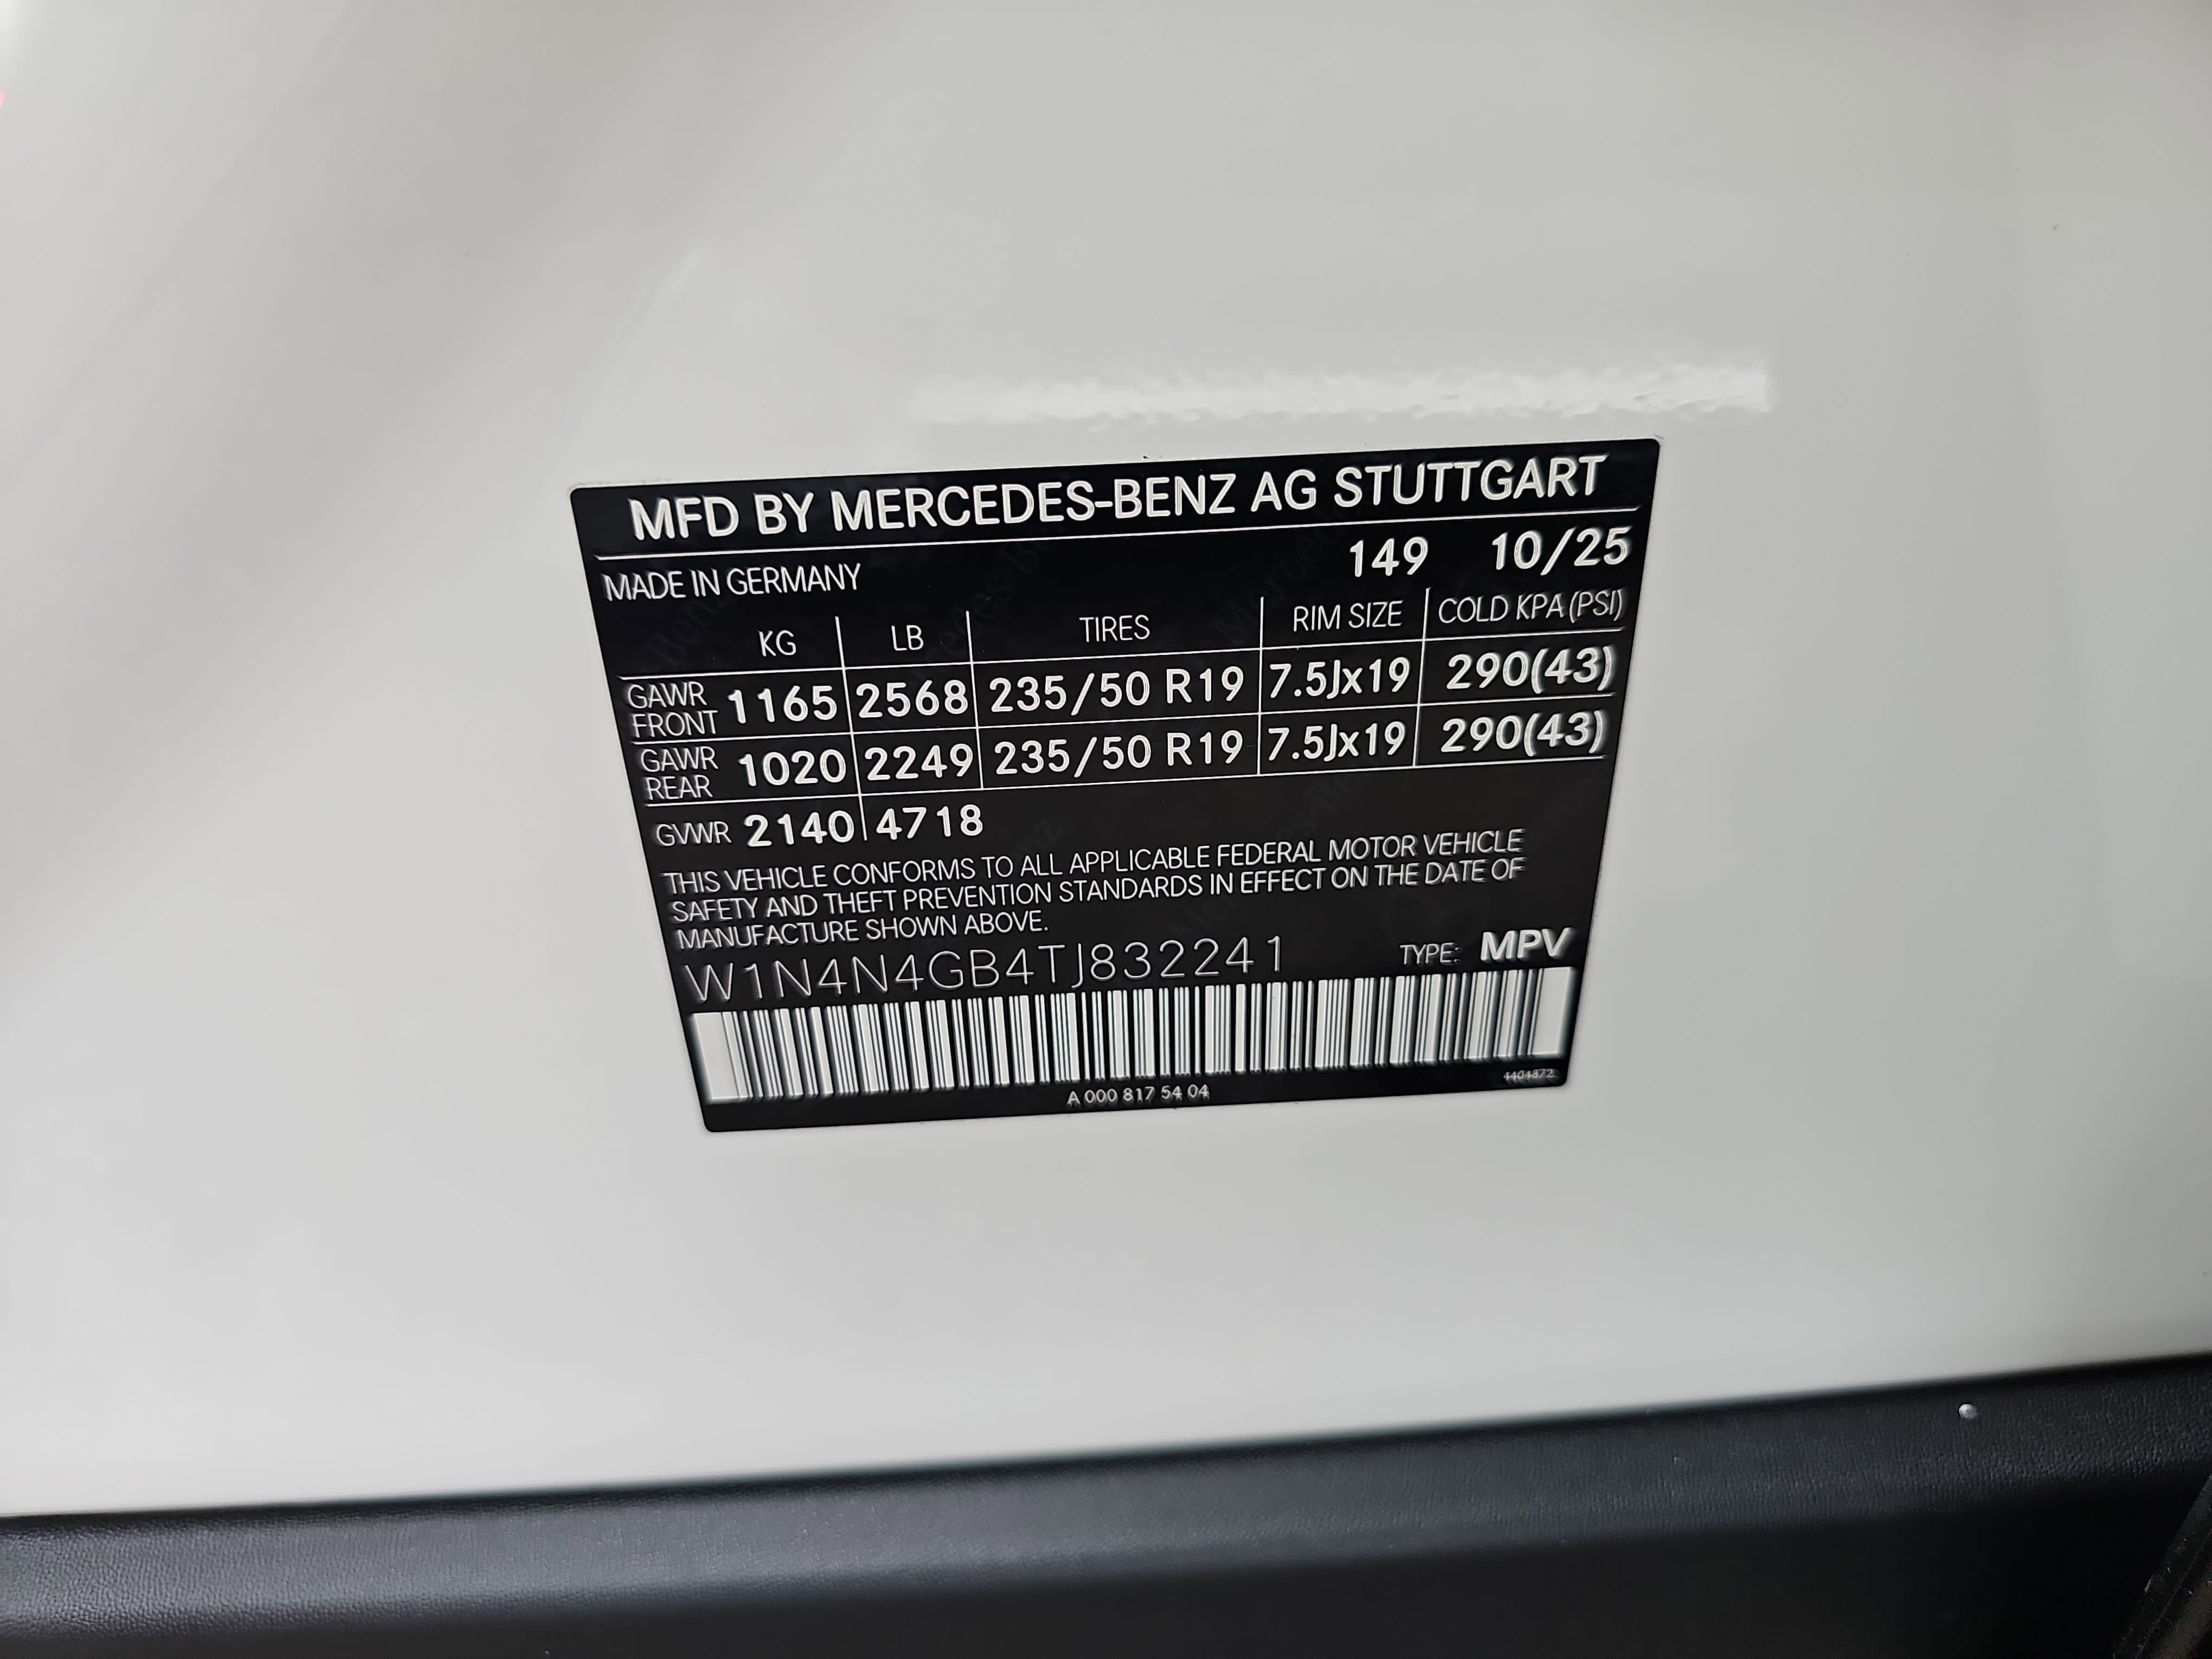 MFD BY MERCEDES-BENZ AG STUTTGART
MADE IN GERMANY 149 10/25
KG LB TIRES RIM SIZE COLD KPA (PSI)
GAWR FRONT 1165 2568 235/50 R19 7.5Jx19 290(43)
GAWR REAR 1020 2249 235/50 R19 7.5Jx19 290(43)
GVWR 2140 4718
THIS VEHICLE CONFORMS TO ALL APPLICABLE FEDERAL MOTOR VEHICLE
SAFETY AND THEFT PREVENTION STANDARDS IN EFFECT ON THE DATE OF
MANUFACTURE SHOWN ABOVE.
W1N4N4GB4TJ832241 TYPE: MPV
A 000 817 54 04